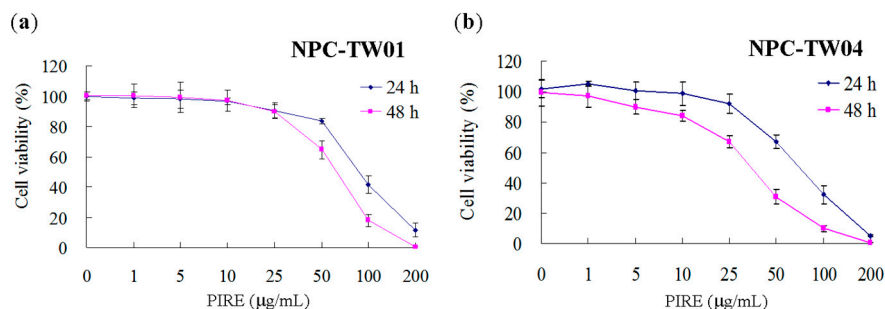 (a)
NPC-TW01
120
100
80
60
40
20
0
Cell viability (%)
24 h
48 h
0 1 5 10 25 50 100 200
PIRE (μg/mL)
(b)
NPC-TW04
120
100
80
60
40
20
0
Cell viability (%)
24 h
48 h
0 1 5 10 25 50 100 200
PIRE (μg/mL)